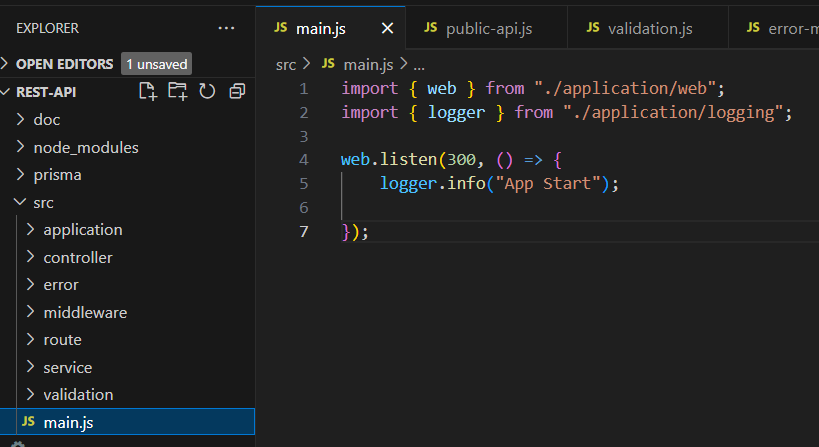 EXPLORER ...
OPEN EDITORS 1 unsaved
REST-API
doc
node_modules
prisma
src
application
controller
error
middleware
route
service
validation
JS main.js
JS main.js
JS public-api.js
JS validation.js
JS error-m
src > JS main.js > ...
1 import { web } from "./application/web";
2 import { logger } from "./application/logging";
3
4 web.listen(300, () => {
5 logger.info("App Start");
6
7 });